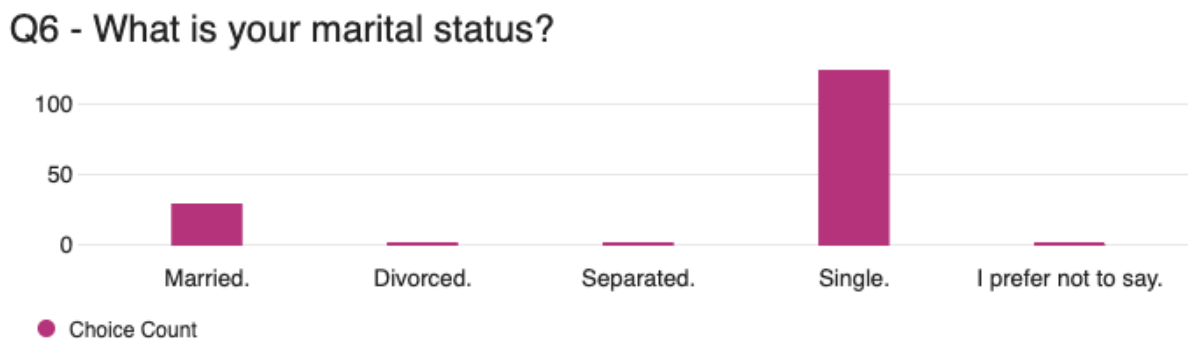 Q6 - What is your marital status?
100
50
0
Married. Divorced. Separated. Single. I prefer not to say.
Choice Count